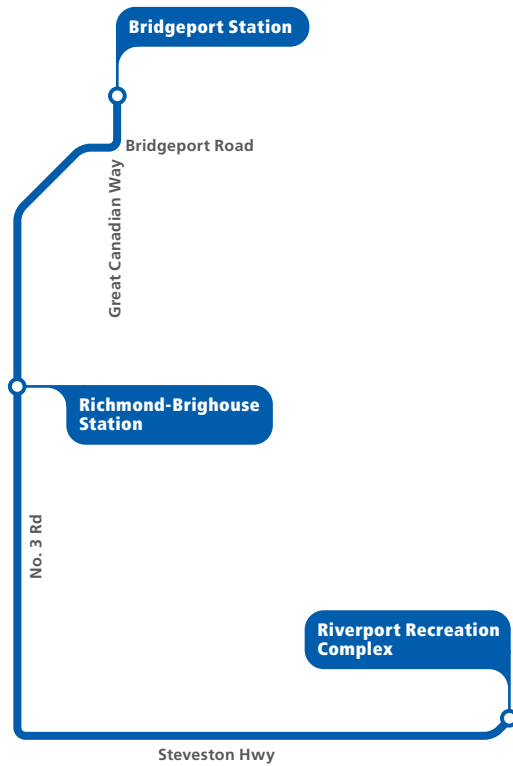 Bridgeport Station
Bridgeport Road
Great Canadian Way
Richmond-Brighouse
Station
No. 3 Rd
Riverport Recreation
Complex
Steveston Hwy